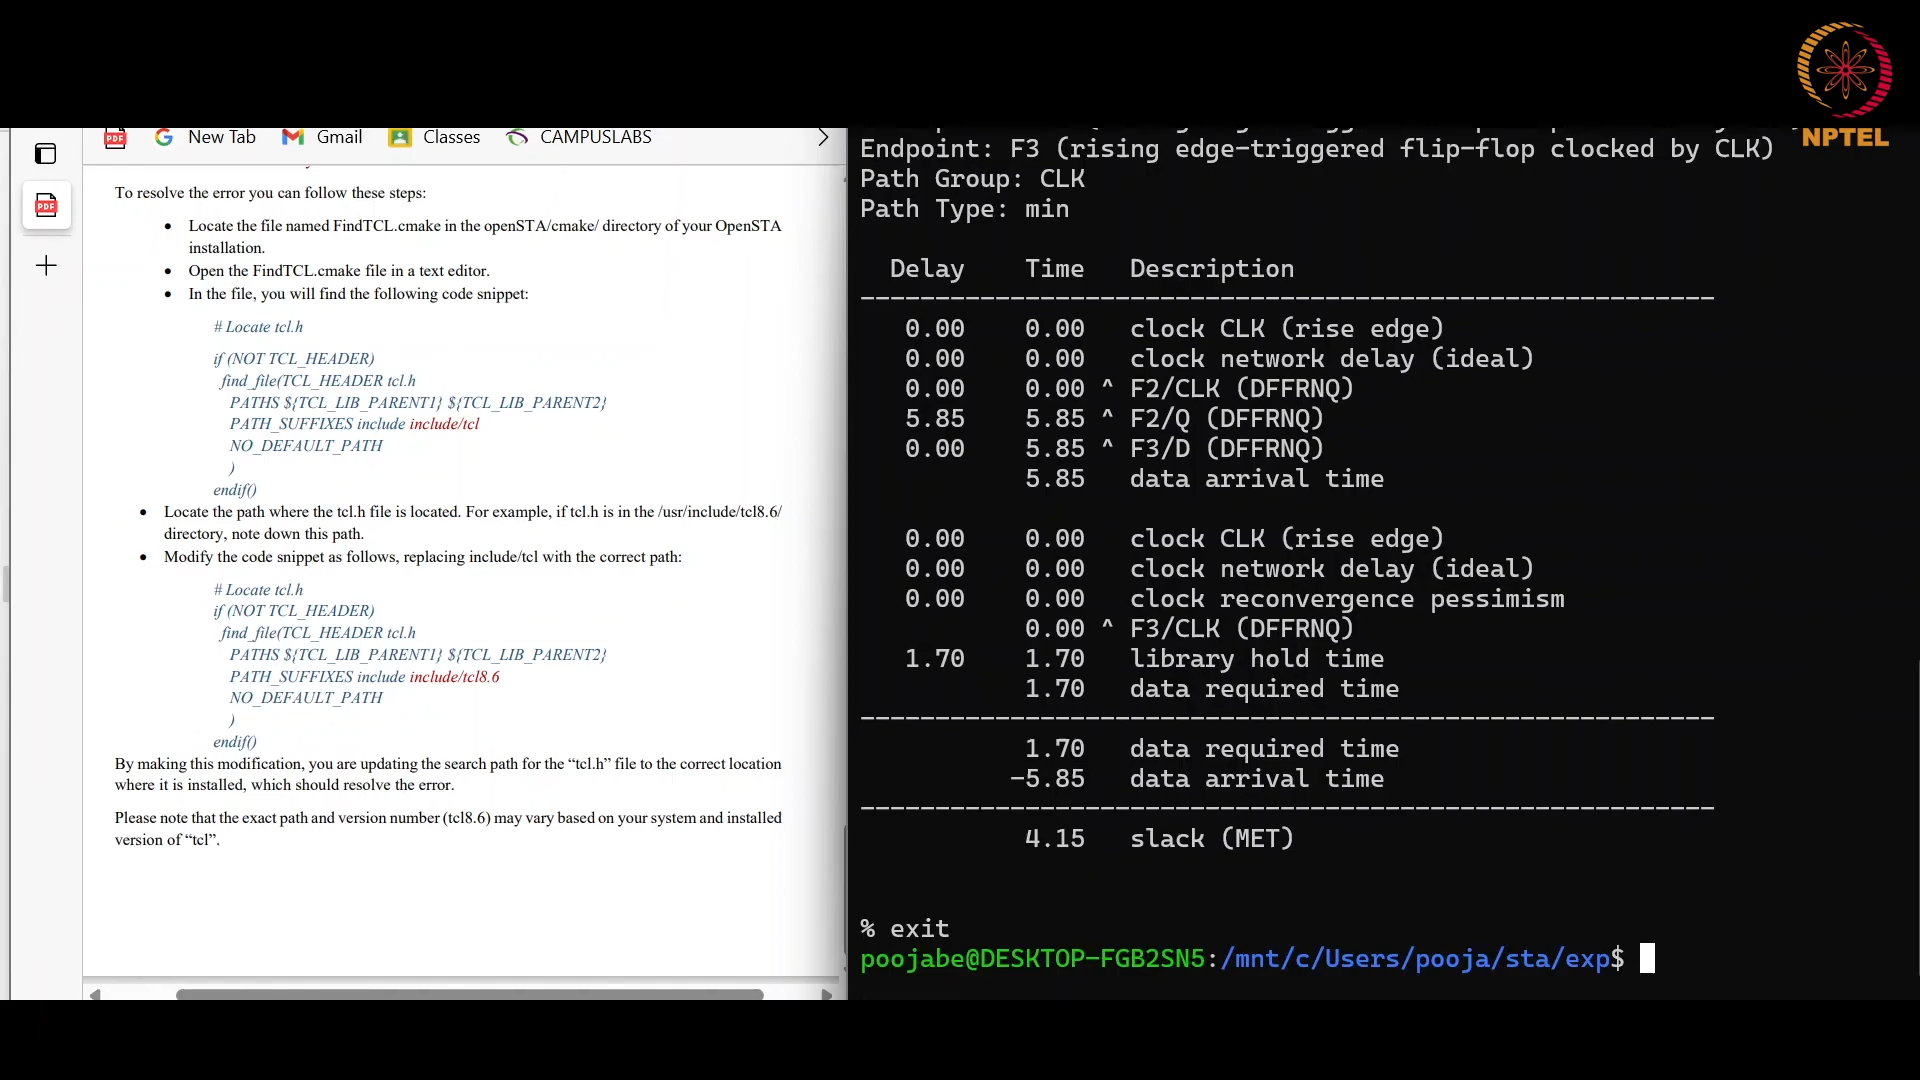 NPTEL
New Tab Gmail Classes CAMPUSLABS
To resolve the error you can follow these steps:
• Locate the file named FindTCL.cmake in the openSTA/cmake/ directory of your OpenSTA
installation.
• Open the FindTCL.cmake file in a text editor.
• In the file, you will find the following code snippet:
# Locate tcl.h
if (NOT TCL_HEADER)
find_file(TCL_HEADER tcl.h
PATHS ${TCL_LIB_PARENT1} ${TCL_LIB_PARENT2}
PATH_SUFFIXES include include/tcl
NO_DEFAULT_PATH
)
endif()
• Locate the path where the tcl.h file is located. For example, if tcl.h is in the /usr/include/tcl8.6/
directory, note down this path.
• Modify the code snippet as follows, replacing include/tcl with the correct path:
# Locate tcl.h
if (NOT TCL_HEADER)
find_file(TCL_HEADER tcl.h
PATHS ${TCL_LIB_PARENT1} ${TCL_LIB_PARENT2}
PATH_SUFFIXES include include/tcl8.6
NO_DEFAULT_PATH
)
endif()
By making this modification, you are updating the search path for the “tcl.h” file to the correct location
where it is installed, which should resolve the error.
Please note that the exact path and version number (tcl8.6) may vary based on your system and installed
version of “tcl”.
Endpoint: F3 (rising edge-triggered flip-flop clocked by CLK)
Path Group: CLK
Path Type: min
Delay Time Description
---------------------------------------------------------
0.00 0.00 clock CLK (rise edge)
0.00 0.00 clock network delay (ideal)
0.00 0.00 ^ F2/CLK (DFFRNQ)
5.85 5.85 ^ F2/Q (DFFRNQ)
0.00 5.85 ^ F3/D (DFFRNQ)
5.85 data arrival time
0.00 0.00 clock CLK (rise edge)
0.00 0.00 clock network delay (ideal)
0.00 0.00 clock reconvergence pessimism
0.00 ^ F3/CLK (DFFRNQ)
1.70 1.70 library hold time
1.70 data required time
---------------------------------------------------------
1.70 data required time
-5.85 data arrival time
---------------------------------------------------------
4.15 slack (MET)
% exit
poojabe@DESKTOP-FGB2SN5:/mnt/c/Users/pooja/sta/exp$